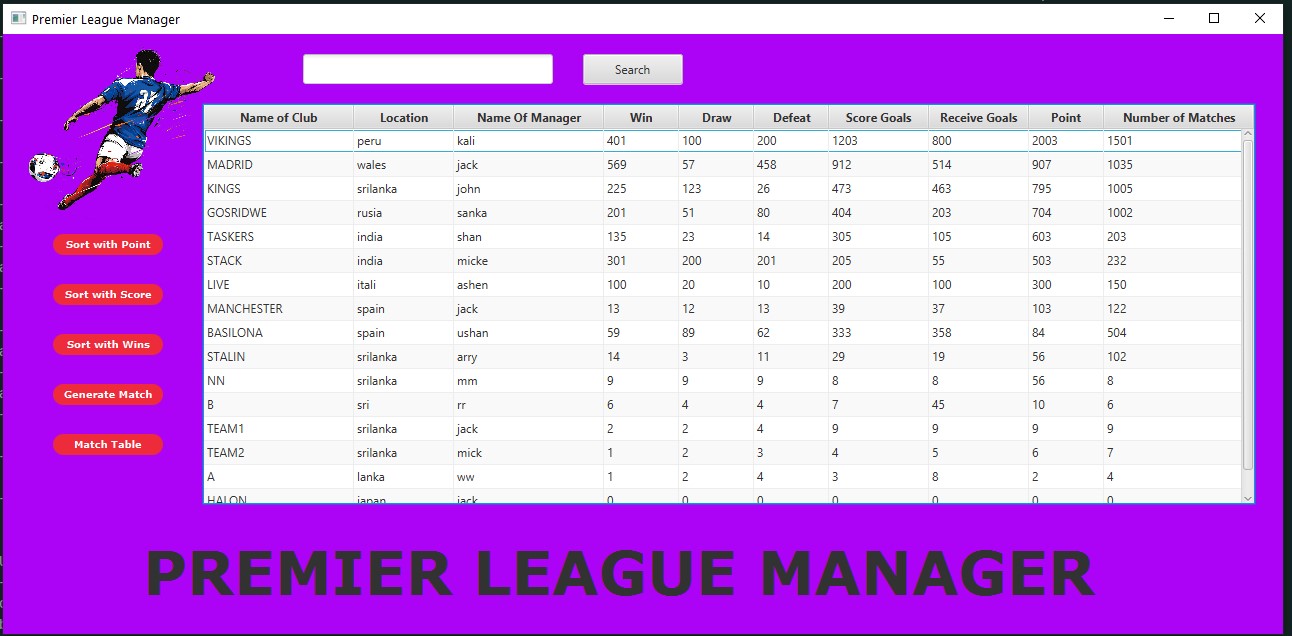 Premier League Manager
Search
Name of Club Location Name Of Manager Win Draw Defeat Score Goals Receive Goals Point Number of Matches
VIKINGS peru kali 401 100 200 1203 800 2003 1501
MADRID wales jack 569 57 458 912 514 907 1035
KINGS srilanka john 225 123 26 473 463 795 1005
GOSRIDWE rusia sanka 201 51 80 404 203 704 1002
TASKERS india shan 135 23 14 305 105 603 203
STACK india micke 301 200 201 205 55 503 232
LIVE itali ashen 100 20 10 200 100 300 150
MANCHESTER spain jack 13 12 13 39 37 103 122
BASILONA spain ushan 59 89 62 333 358 84 504
STALIN srilanka arry 14 3 11 29 19 56 102
NN srilanka mm 9 9 9 8 8 56 8
B sri rr 6 4 4 7 45 10 6
TEAM1 srilanka jack 2 2 4 9 9 9 9
TEAM2 srilanka mick 1 2 3 4 5 6 7
A lanka ww 1 2 4 3 8 2 4
HALON japan jack 0 0 0 0 0 0 0
Sort with Point
Sort with Score
Sort with Wins
Generate Match
Match Table
PREMIER LEAGUE MANAGER